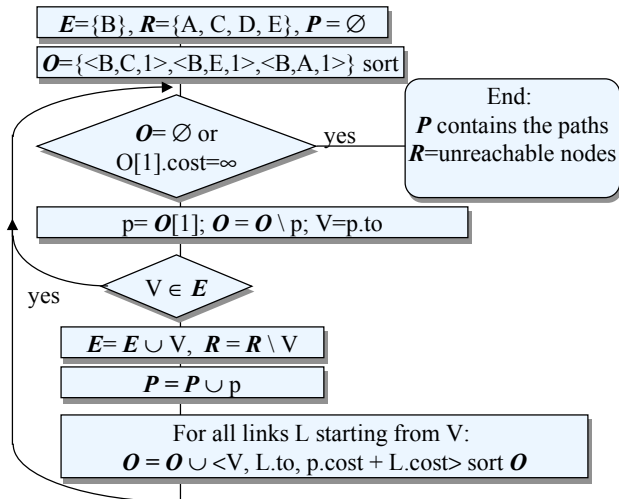 E={B}, R={A, C, D, E}, P = ∅
O={<B,C,1>,<B,E,1>,<B,A,1>} sort
O= ∅ or
O[1].cost=∞
yes
End:
P contains the paths
R=unreachable nodes
p= O[1]; O = O \ p; V=p.to
V ∈ E
yes
E= E ∪ V, R = R \ V
P = P ∪ p
For all links L starting from V:
O = O ∪ <V, L.to, p.cost + L.cost> sort O